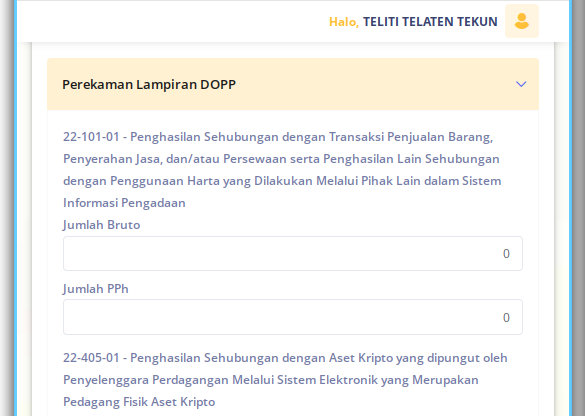 Halo, TELITI TELATEN TEKUN
Perekaman Lampiran DOPP
22-101-01 - Penghasilan Sehubungan dengan Transaksi Penjualan Barang,
Penyerahan Jasa, dan/atau Persewaan serta Penghasilan Lain Sehubungan
dengan Penggunaan Harta yang Dilakukan Melalui Pihak Lain dalam Sistem
Informasi Pengadaan
Jumlah Bruto
0
Jumlah PPh
0
22-405-01 - Penghasilan Sehubungan dengan Aset Kripto yang dipungut oleh
Penyelenggara Perdagangan Melalui Sistem Elektronik yang Merupakan
Pedagang Fisik Aset Kripto